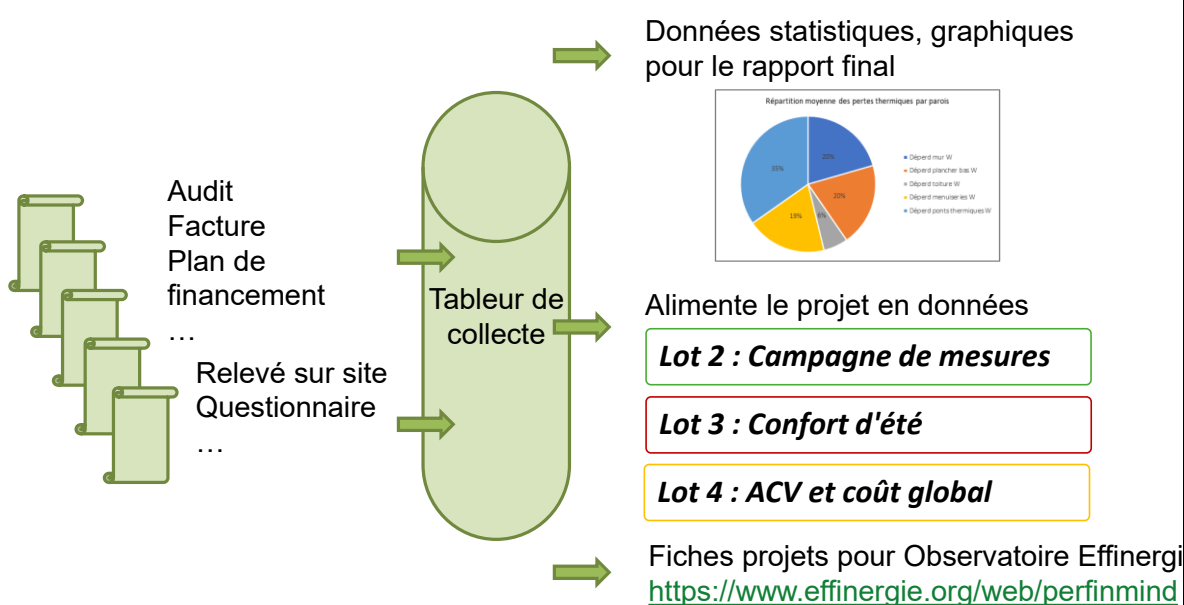 Données statistiques, graphiques
pour le rapport final
Répartition moyenne des pertes thermiques par parois
20%
20%
6%
19%
Déperd mur W
Déperd plancher bas W
Déperd toiture W
Déperd menuiseries W
Déperd ponts thermiques W
Audit
Facture
Plan de
financement
…
Relevé sur site
Questionnaire
…
Tableur de
collecte
Alimente le projet en données
Lot 2 : Campagne de mesures
Lot 3 : Confort d'été
Lot 4 : ACV et coût global
Fiches projets pour Observatoire Effinergi
https://www.effinergie.org/web/perfinmind